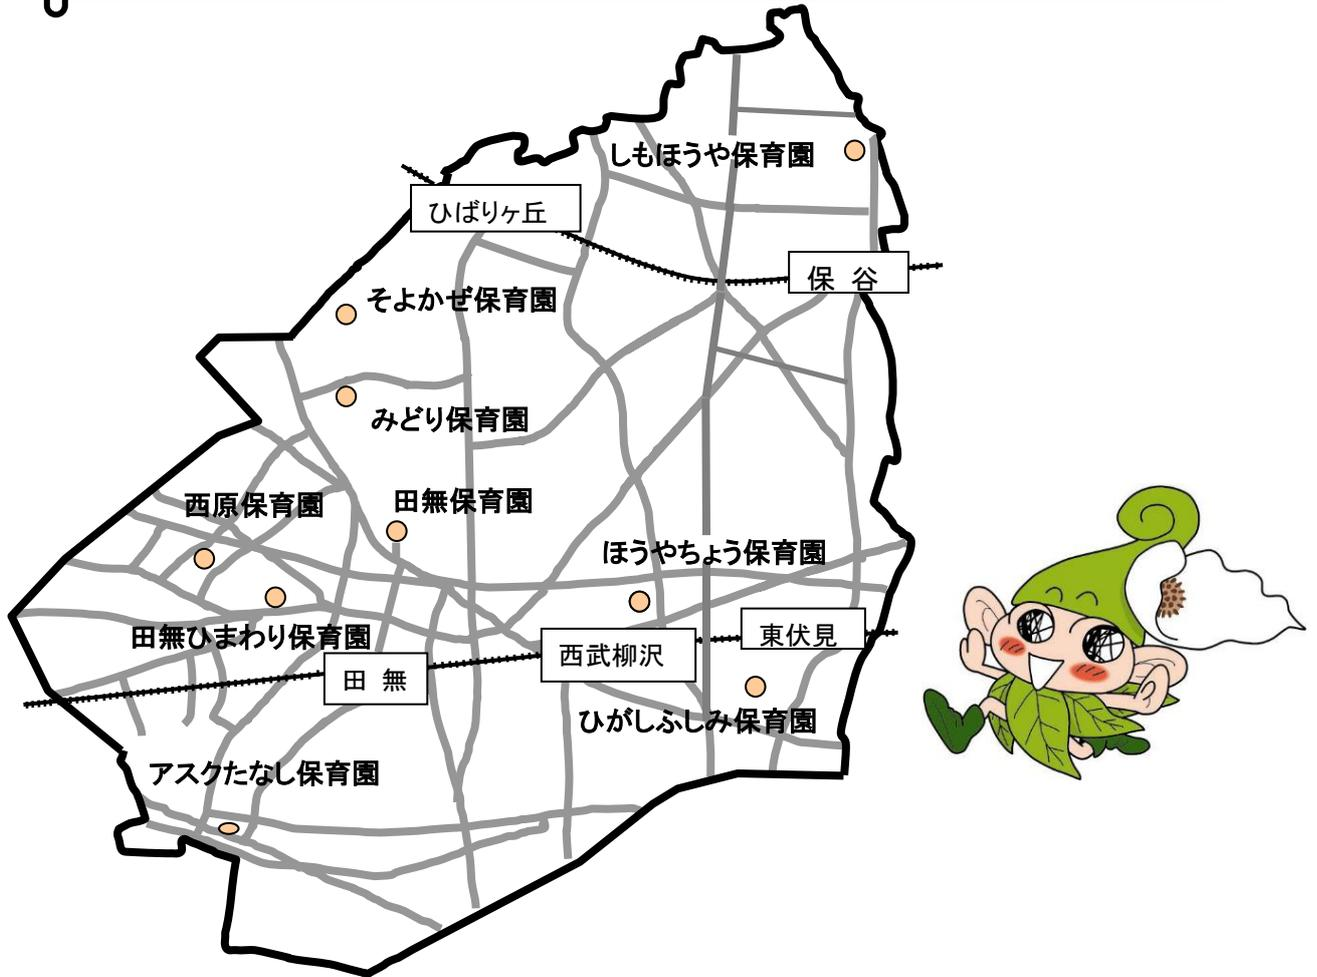 しもほうや保育園
ひばりヶ丘
保 谷
そよかぜ保育園
みどり保育園
西原保育園
田無保育園
ほうやちょう保育園
田無ひまわり保育園
東伏見
西武柳沢
田 無
ひがしふしみ保育園
アスクたなし保育園